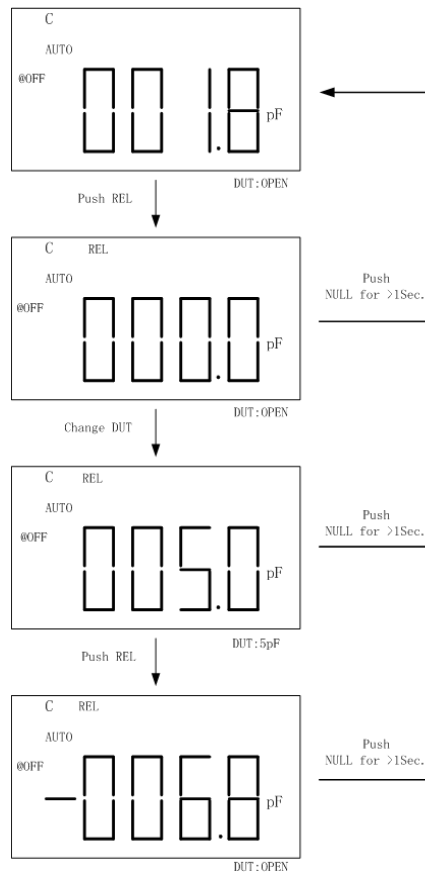 C
AUTO
@OFF
001.8 pF
DUT:OPEN
Push REL
C REL
AUTO
@OFF
000.0 pF
DUT:OPEN
Push
NULL for >1Sec.
Change DUT
C REL
AUTO
@OFF
005.0 pF
DUT:5pF
Push
NULL for >1Sec.
Push REL
C REL
AUTO
@OFF
-006.8 pF
DUT:OPEN
Push
NULL for >1Sec.